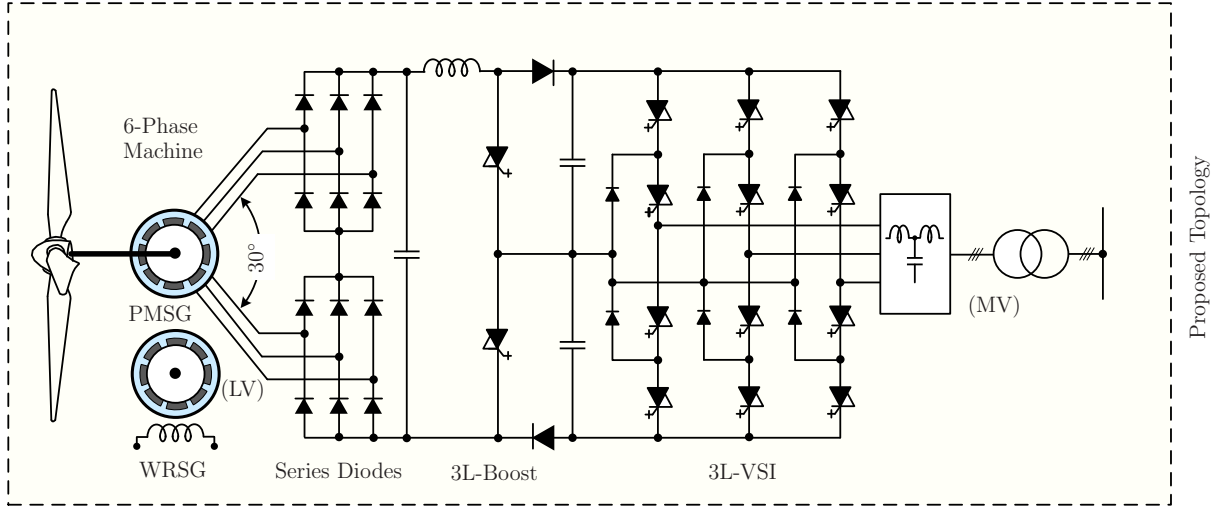 6-Phase
Machine
30°
PMSG
(LV)
WRSG
Series Diodes
3L-Boost
3L-VSI
(MV)
Proposed Topology